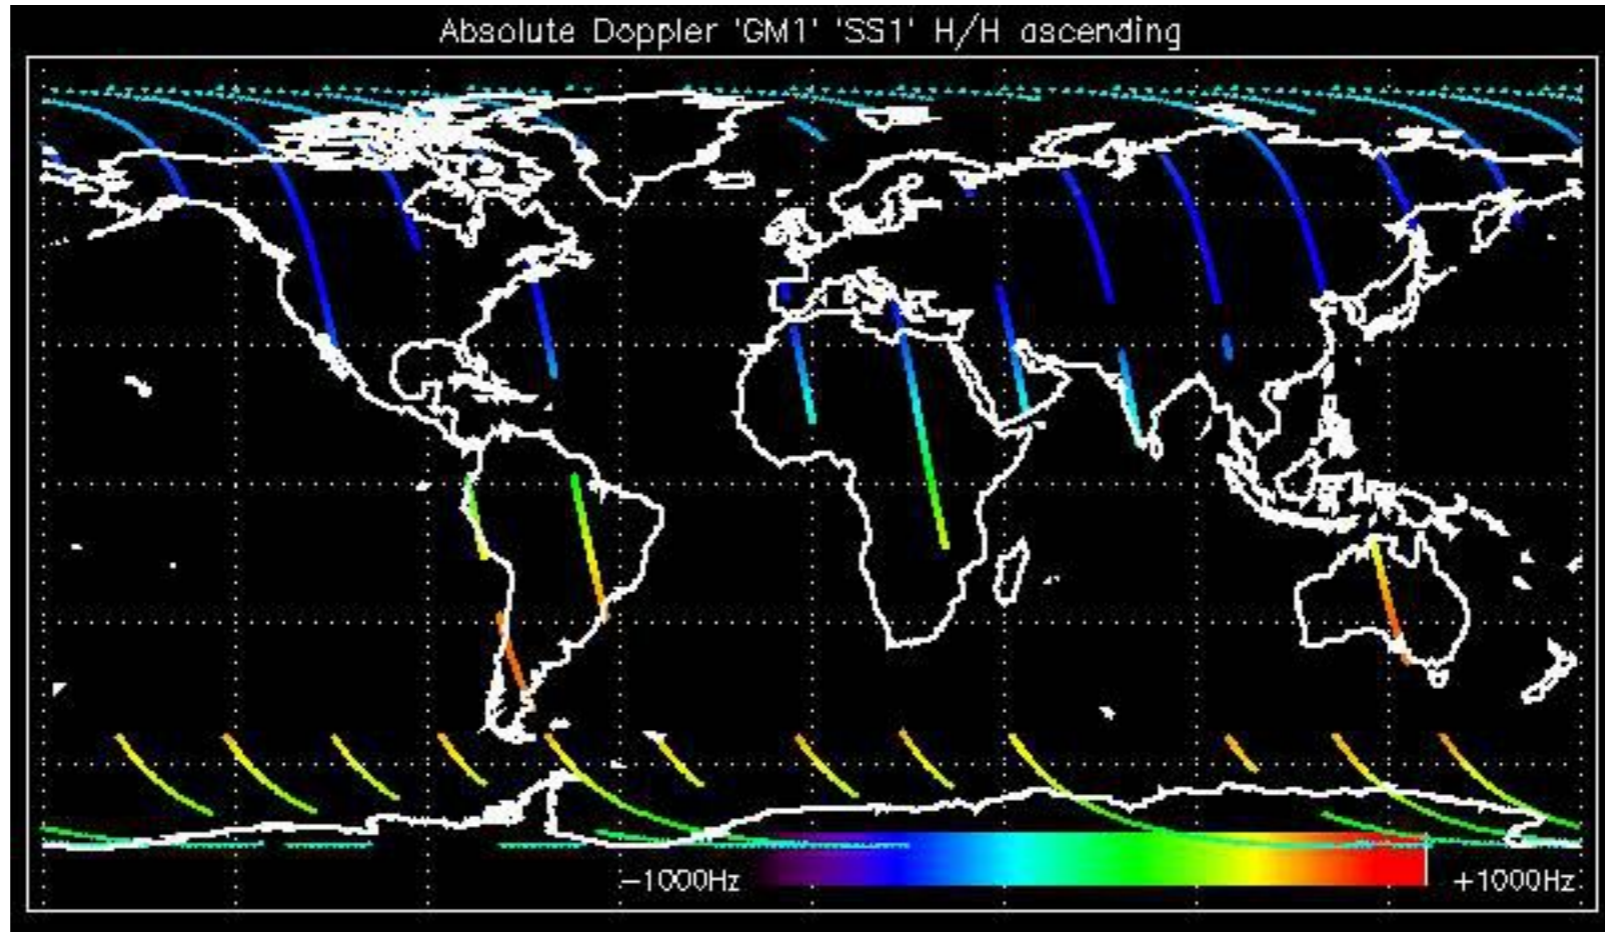 Absolute Doppler 'GM1' 'SS1' H/H ascending
−1000Hz +1000Hz